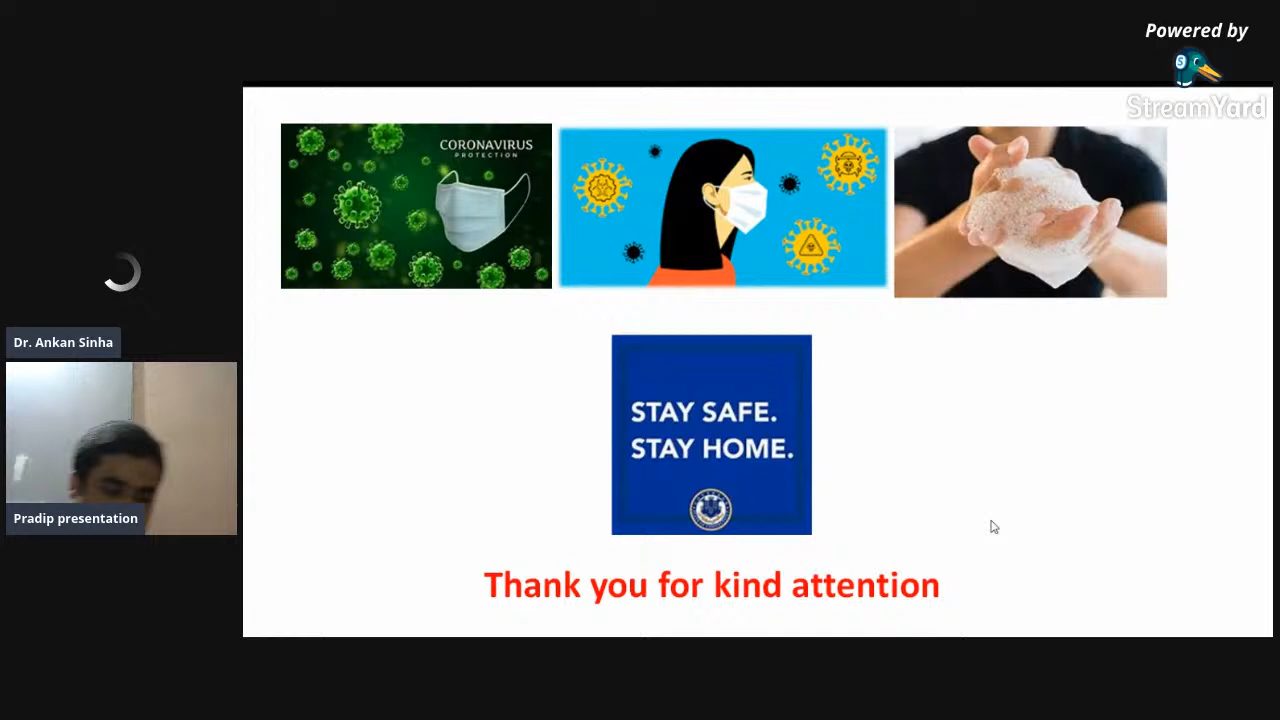 Powered by
StreamYard
CORONAVIRUS
PROTECTION
STAY SAFE.
STAY HOME.
Dr. Ankan Sinha
Pradip presentation
Thank you for kind attention